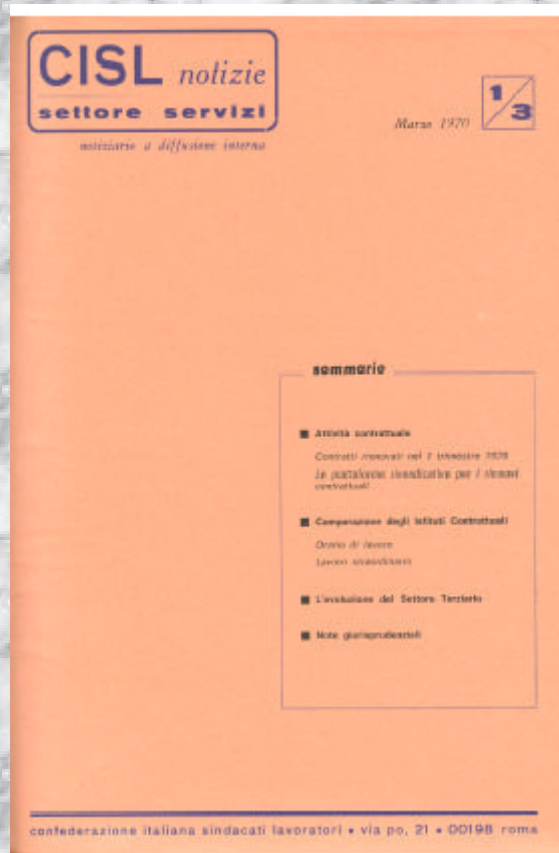 CISL notizie
settore servizi
notiziario a diffusione interna
Marzo 1970
1/3
sommario
Attività contrattuale
Contratti rinnovati nel I trimestre 1970
Le piattaforme rivendicative per i rinnovi
contrattuali
Comparazione degli Istituti Contrattuali
Orario di lavoro
Lavoro straordinario
L'evoluzione del Settore Terziario
Note giurisprudenziali
confederazione italiana sindacati lavoratori • via po, 21 • 00198 roma